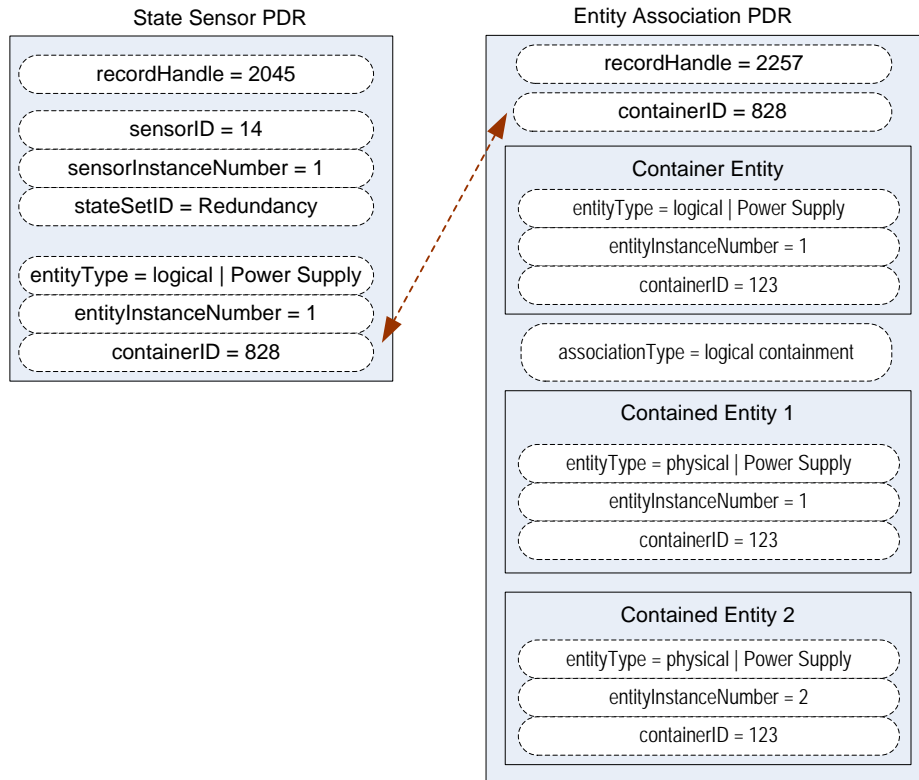 State Sensor PDR
recordHandle = 2045
sensorID = 14
sensorInstanceNumber = 1
stateSetID = Redundancy
entityType = logical | Power Supply
entityInstanceNumber = 1
containerID = 828
Entity Association PDR
recordHandle = 2257
containerID = 828
Container Entity
entityType = logical | Power Supply
entityInstanceNumber = 1
containerID = 123
associationType = logical containment
Contained Entity 1
entityType = physical | Power Supply
entityInstanceNumber = 1
containerID = 123
Contained Entity 2
entityType = physical | Power Supply
entityInstanceNumber = 2
containerID = 123